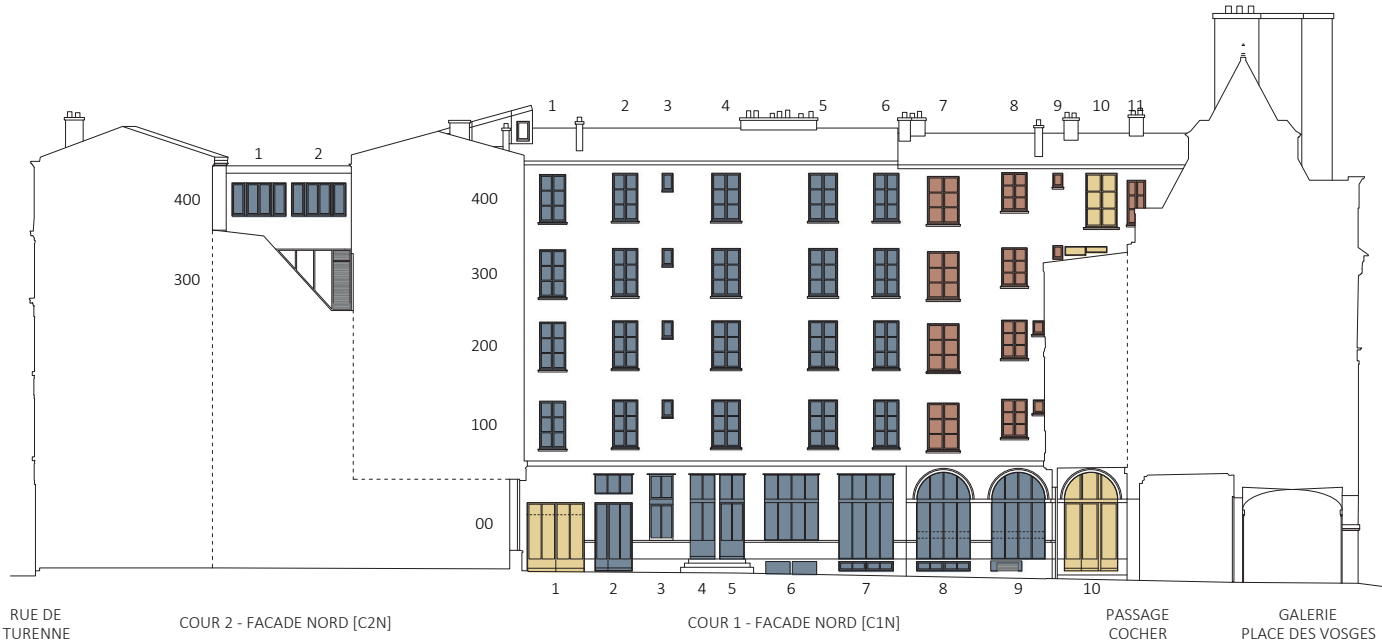 1 2 3 4 5 6 7 8 9 10 11
1 2
400 400
300 300
200
100
00
1 2 3 4 5 6 7 8 9 10
RUE DE
TURENNE
COUR 2 - FACADE NORD [C2N]
COUR 1 - FACADE NORD [C1N]
PASSAGE
COCHER
GALERIE
PLACE DES VOSGES